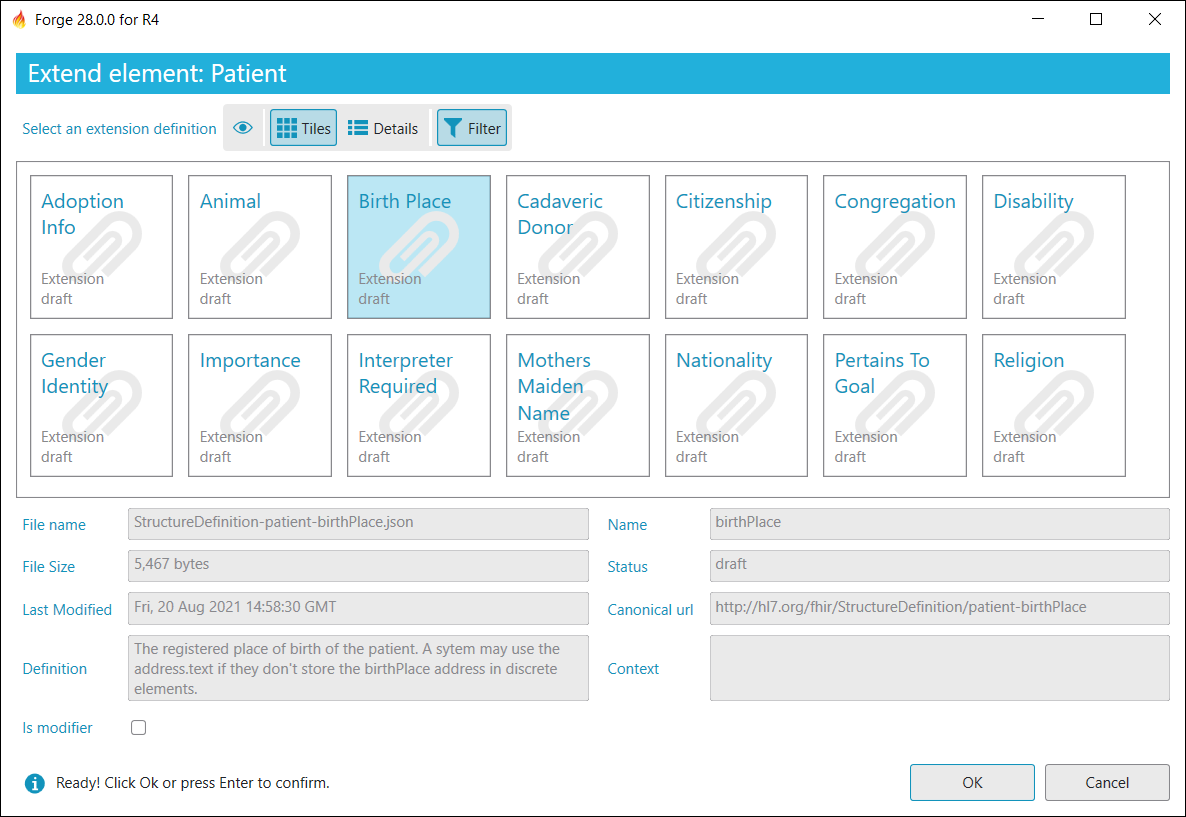 Forge 28.0.0 for R4
Extend element: Patient
Select an extension definition
Tiles
Details
Filter
Adoption
Info
Extension
draft
Animal
Extension
draft
Birth Place
Extension
draft
Cadaveric
Donor
Extension
draft
Citizenship
Extension
draft
Congregation
Extension
draft
Disability
Extension
draft
Gender
Identity
Extension
draft
Importance
Extension
draft
Interpreter
Required
Extension
draft
Mothers
Maiden
Name
Extension
draft
Nationality
Extension
draft
Pertains To
Goal
Extension
draft
Religion
Extension
draft
File name
StructureDefinition-patient-birthPlace.json
Name
birthPlace
File Size
5,467 bytes
Status
draft
Last Modified
Fri, 20 Aug 2021 14:58:30 GMT
Canonical url
http://hl7.org/fhir/StructureDefinition/patient-birthPlace
Definition
The registered place of birth of the patient. A sytem may use the
address.text if they don't store the birthPlace address in discrete
elements.
Context
Is modifier
Ready! Click Ok or press Enter to confirm.
OK
Cancel